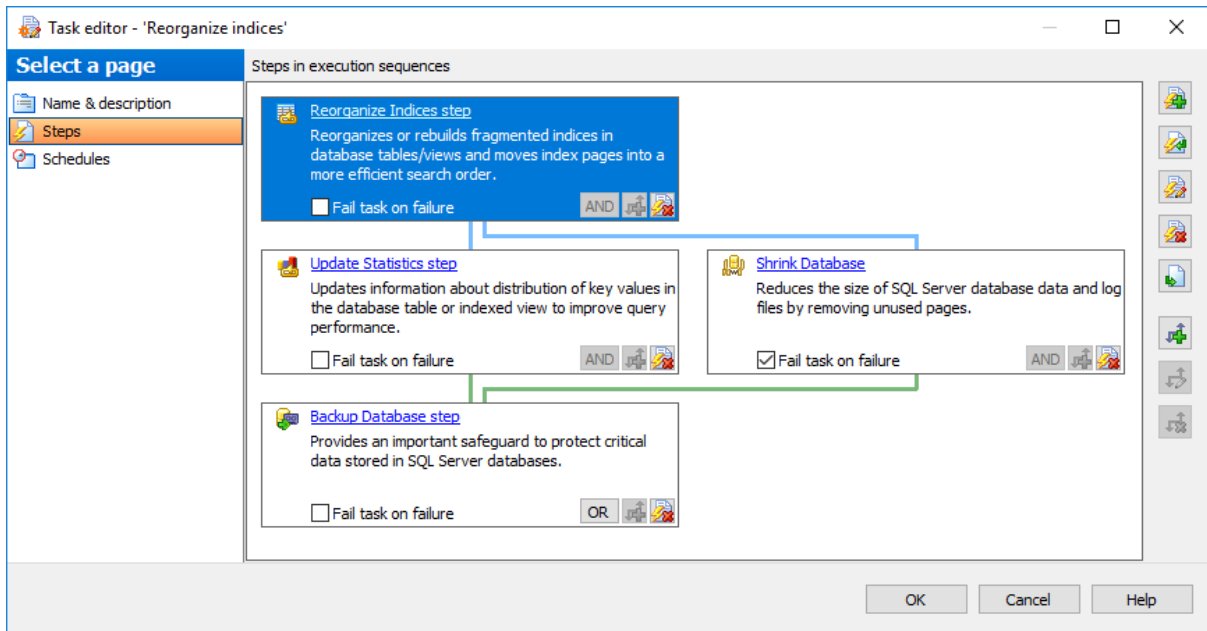 Task editor - 'Reorganize indices'
Select a page
Name & description
Steps
Schedules
Steps in execution sequences
Reorganize Indices step
Reorganizes or rebuilds fragmented indices in
database tables/views and moves index pages into a
more efficient search order.
Fail task on failure
AND
Update Statistics step
Updates information about distribution of key values in
the database table or indexed view to improve query
performance.
Fail task on failure
AND
Shrink Database
Reduces the size of SQL Server database data and log
files by removing unused pages.
Fail task on failure
AND
Backup Database step
Provides an important safeguard to protect critical
data stored in SQL Server databases.
Fail task on failure
OR
OK
Cancel
Help